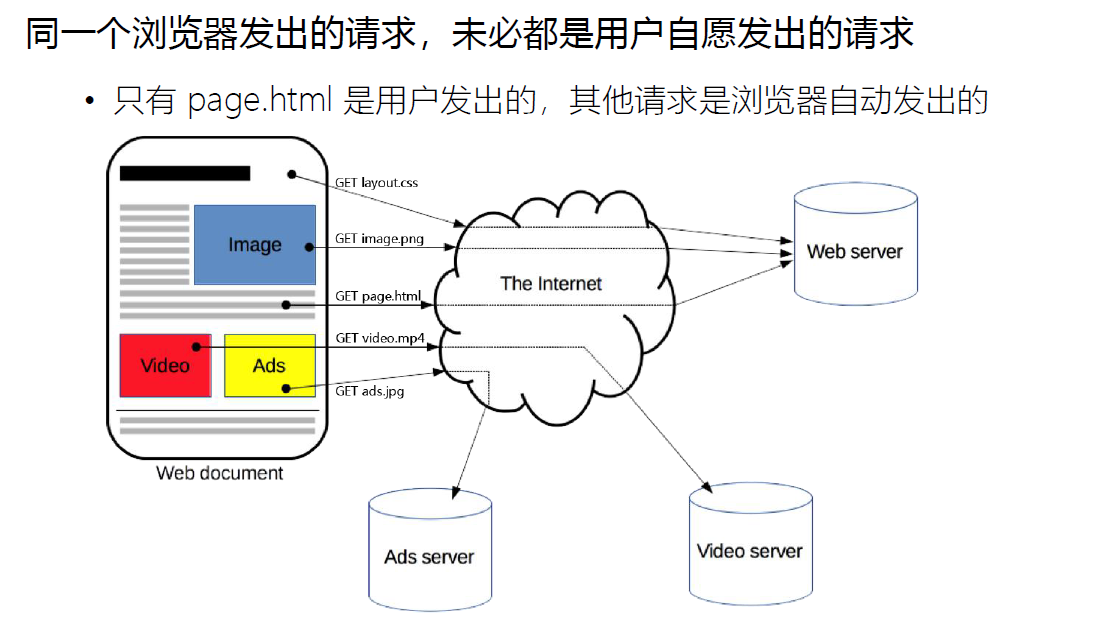 同一个浏览器发出的请求，未必都是用户自愿发出的请求
• 只有 page.html 是用户发出的，其他请求是浏览器自动发出的
GET layout.css
GET image.png
Image
Web server
The Internet
GET page.html
GET video.mp4
Video
Ads
GET ads.jpg
Web document
Ads server
Video server